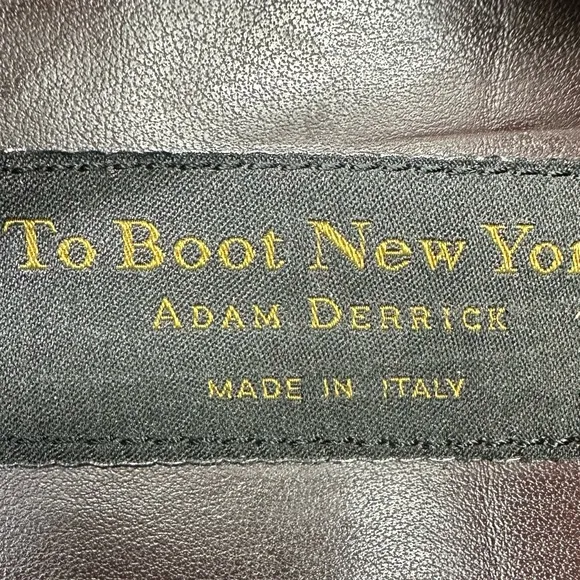 To Boot New Yor
ADAM DERRICK
MADE IN ITALY